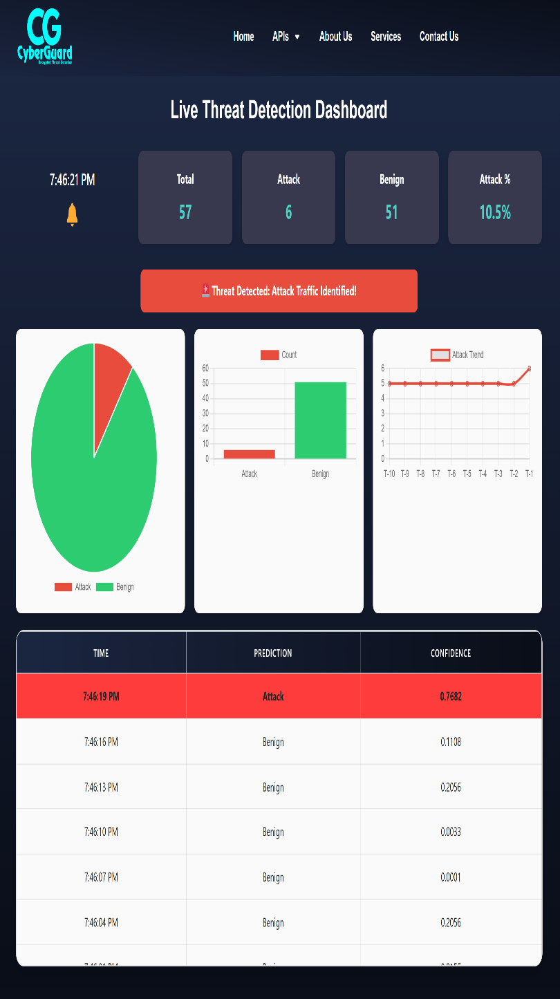 CG
CyberGuard
Encrypted Threat Detection
Home APIs ▼ About Us Services Contact Us
Live Threat Detection Dashboard
7:46:21 PM
Total
57
Attack
6
Benign
51
Attack %
10.5%
Threat Detected: Attack Traffic Identified!
Attack Benign
Count
60
50
40
30
20
10
0
Attack Benign
Attack Trend
6
5
4
3
2
1
0
T-10 T-9 T-8 T-7 T-6 T-5 T-4 T-3 T-2 T-1
TIME PREDICTION CONFIDENCE
7:46:19 PM Attack 0.7682
7:46:16 PM Benign 0.1108
7:46:13 PM Benign 0.2056
7:46:10 PM Benign 0.0033
7:46:07 PM Benign 0.0001
7:46:04 PM Benign 0.2056